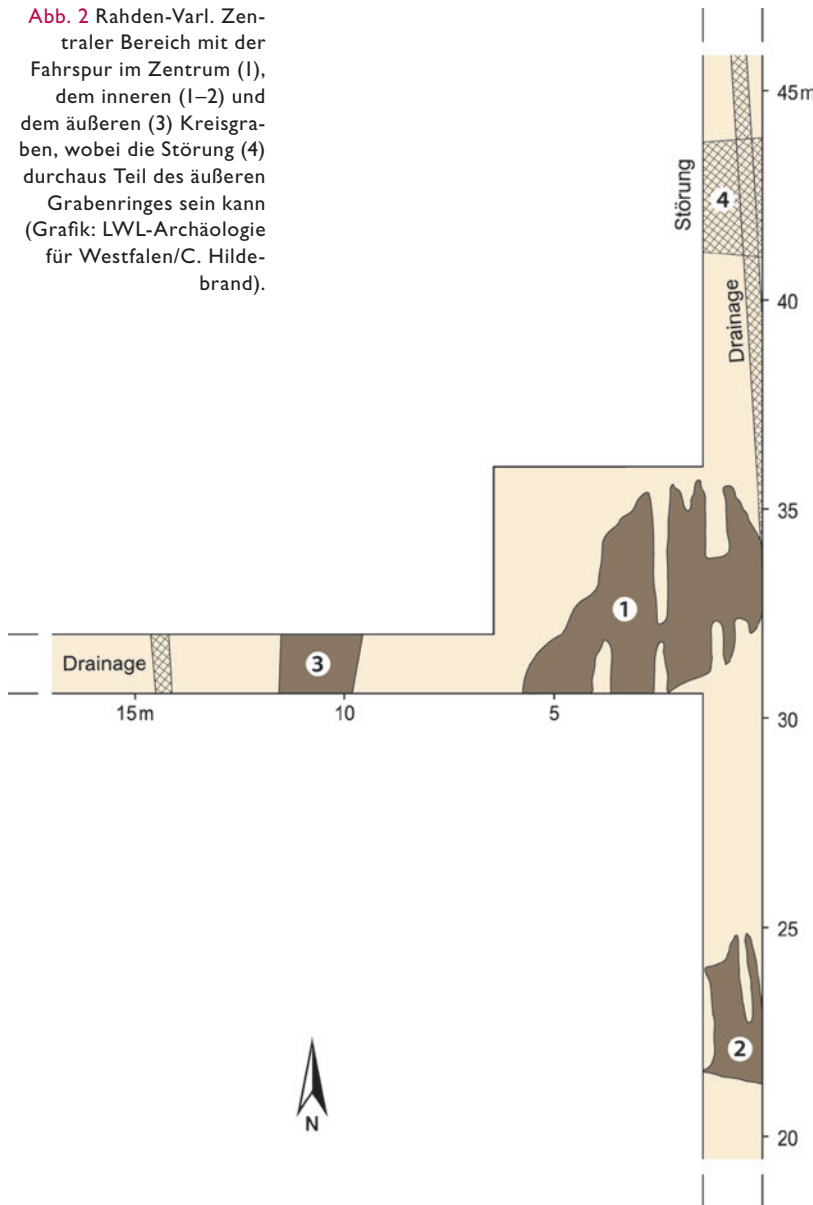 Abb. 2 Rahden-Varl. Zen-
traler Bereich mit der
Fahrspur im Zentrum (1),
dem inneren (1–2) und
dem äußeren (3) Kreisgra-
ben, wobei die Störung (4)
durchaus Teil des äußeren
Grabenringes sein kann
(Grafik: LWL-Archäologie
für Westfalen/C. Hilde-
brand).
45m
Störung
4
40
Drainage
35
1
Drainage
3
15m
10
5
30
25
2
N
20